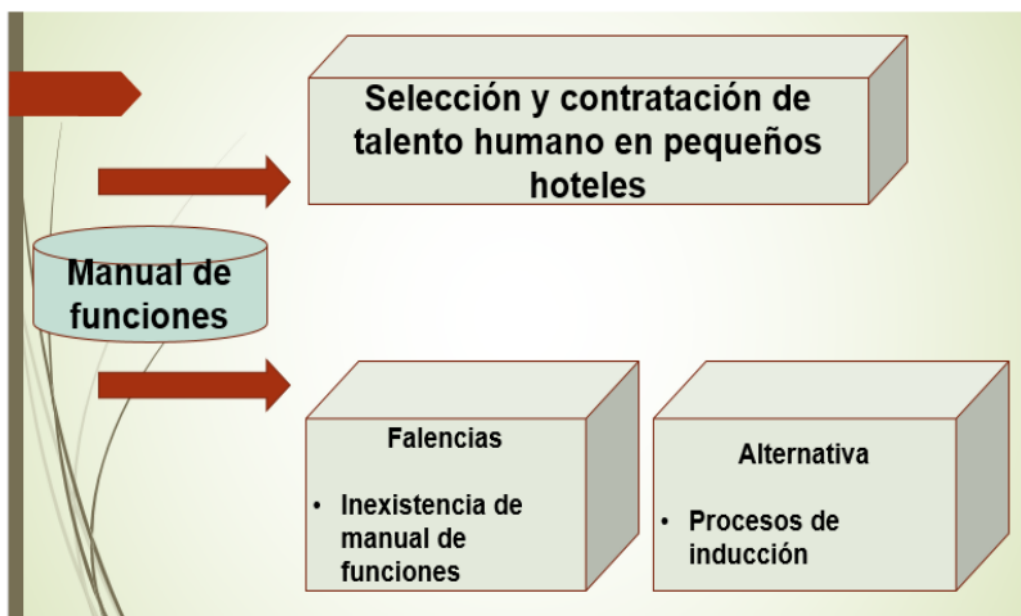 Selección y contratación de
talento humano en pequeños
hoteles
Manual de
funciones
Falencias
• Inexistencia de
manual de
funciones
Alternativa
• Procesos de
inducción